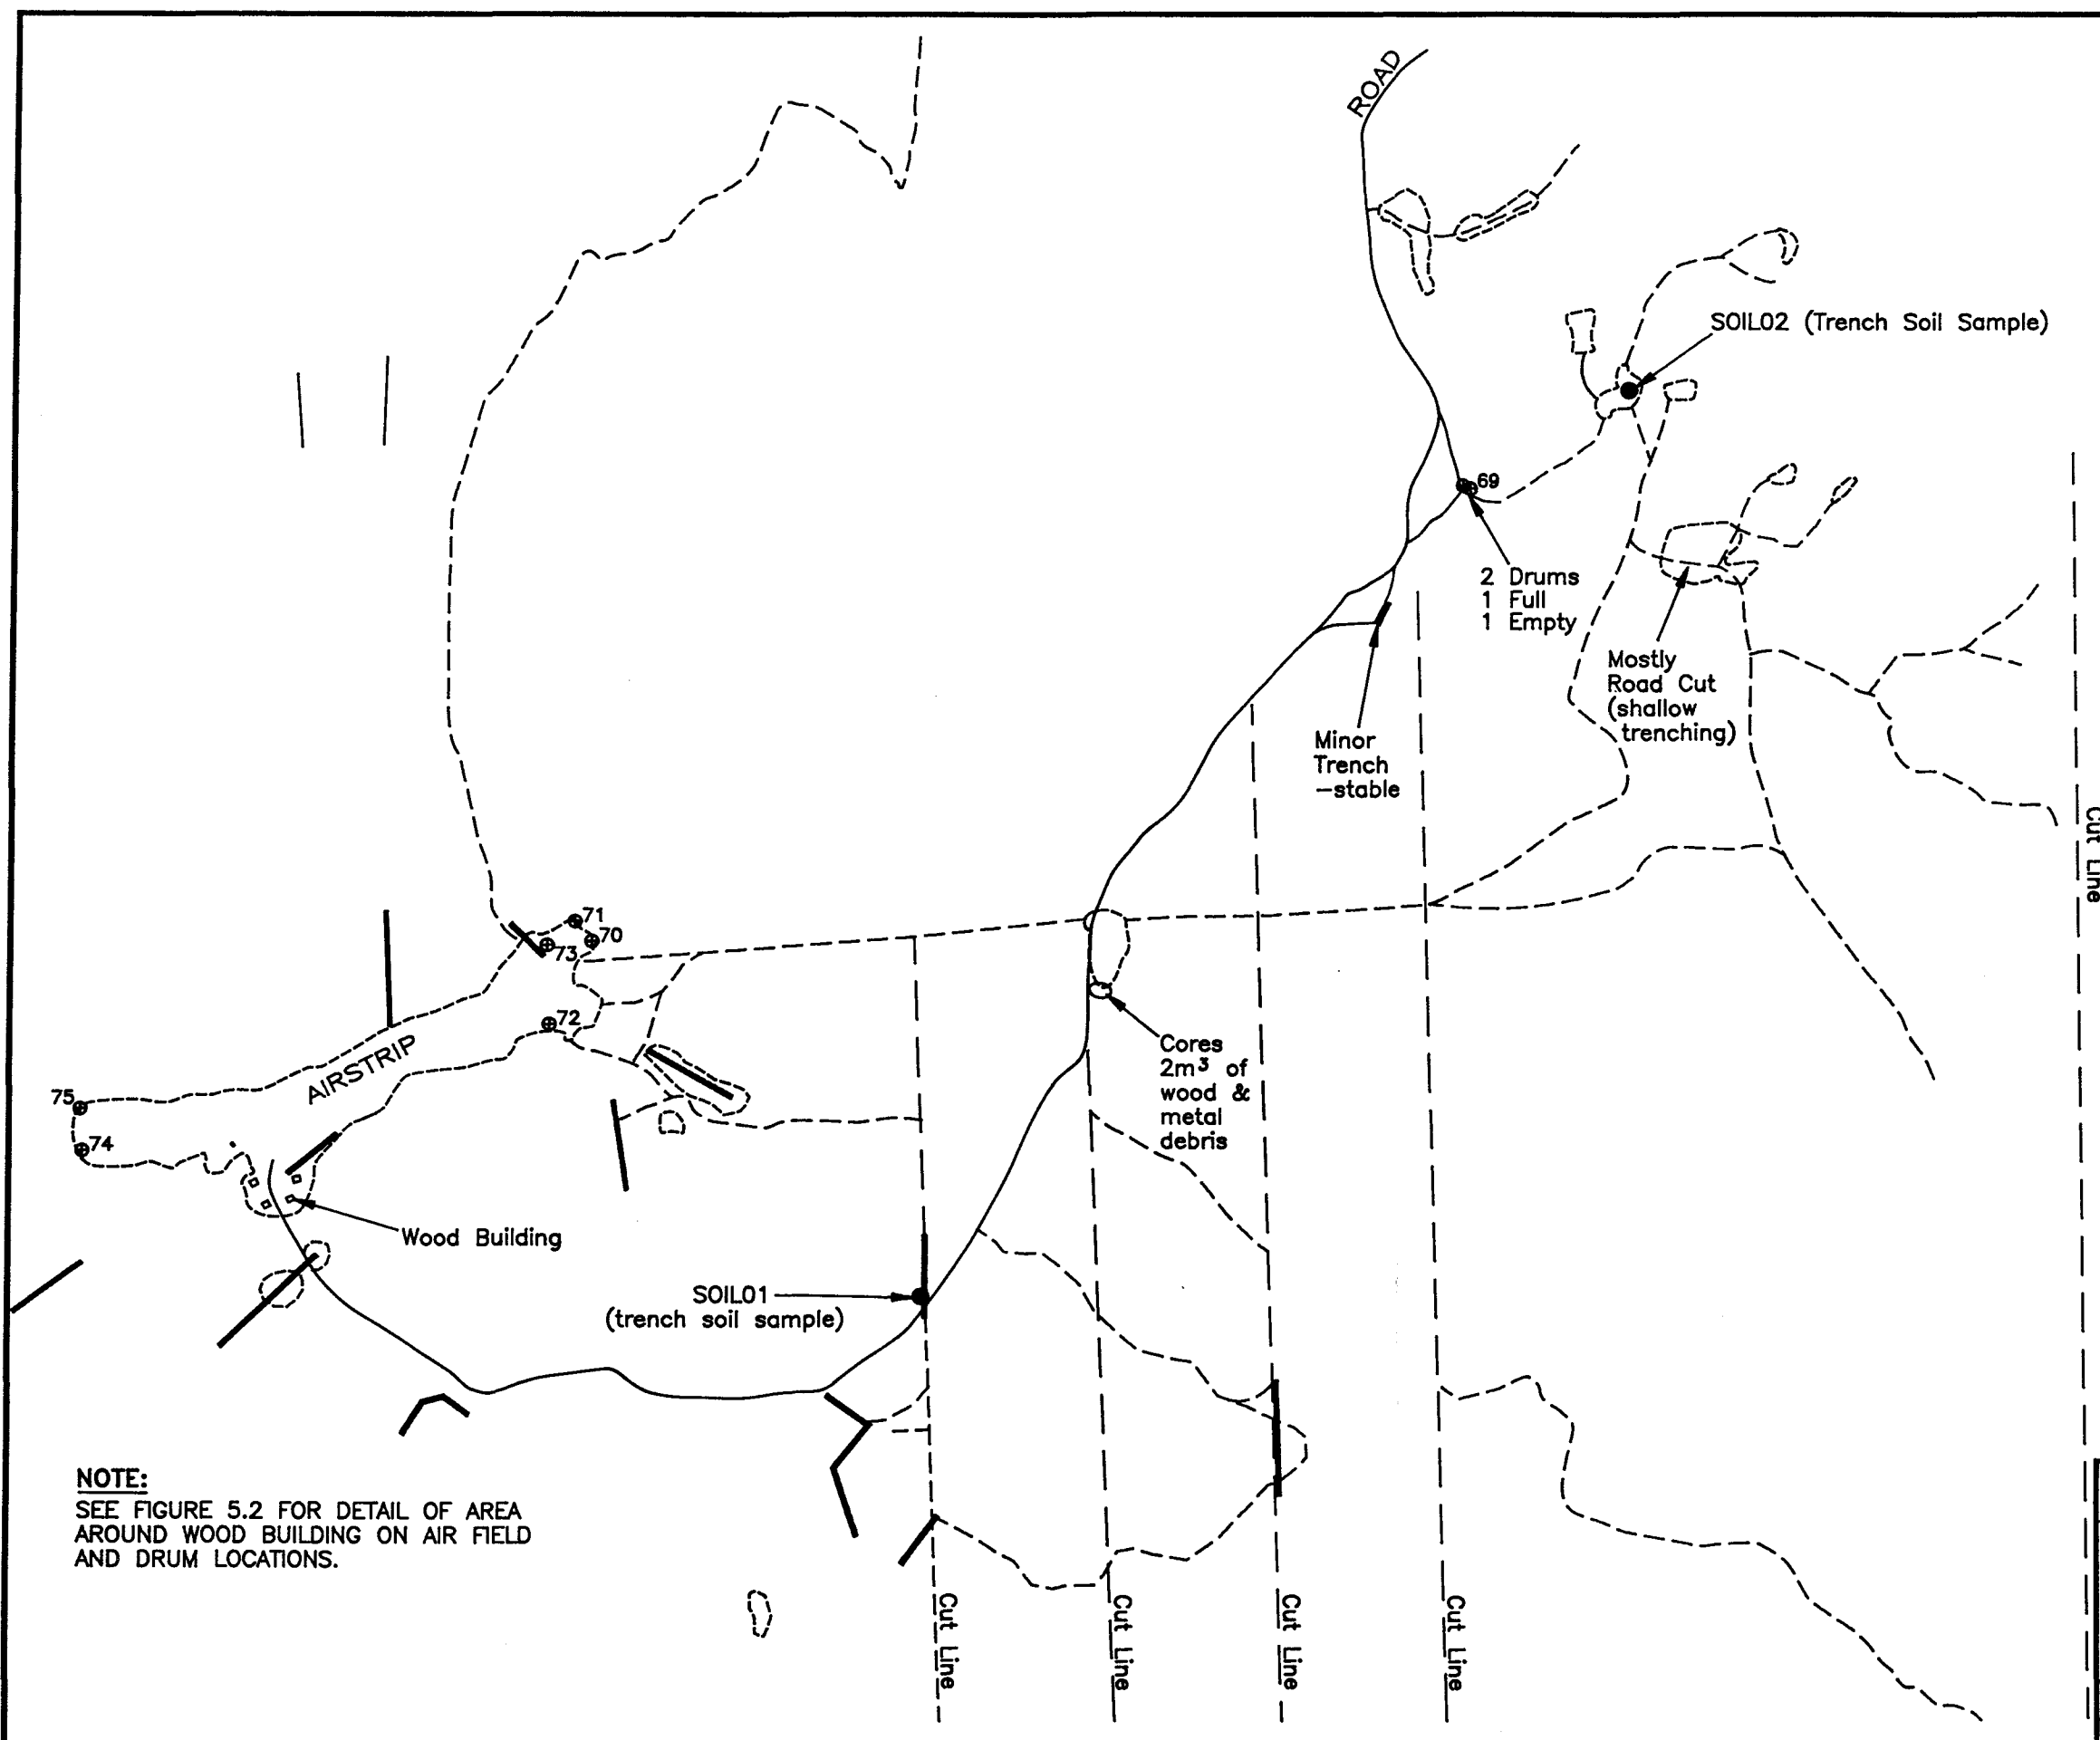 ROAD
SOIL02 (Trench Soil Sample)
69
2 Drums
1 Full
1 Empty
Mostly
Road Cut
(shallow
trenching)
Minor
Trench
-stable
Cut Line
71
70
73
72
AIRSTRIP
75
74
Cores
2m³ of
wood &
metal
debris
Wood Building
SOIL01
(trench soil sample)
NOTE:
SEE FIGURE 5.2 FOR DETAIL OF AREA
AROUND WOOD BUILDING ON AIR FIELD
AND DRUM LOCATIONS.
Cut Line
Cut Line
Cut Line
Cut Line